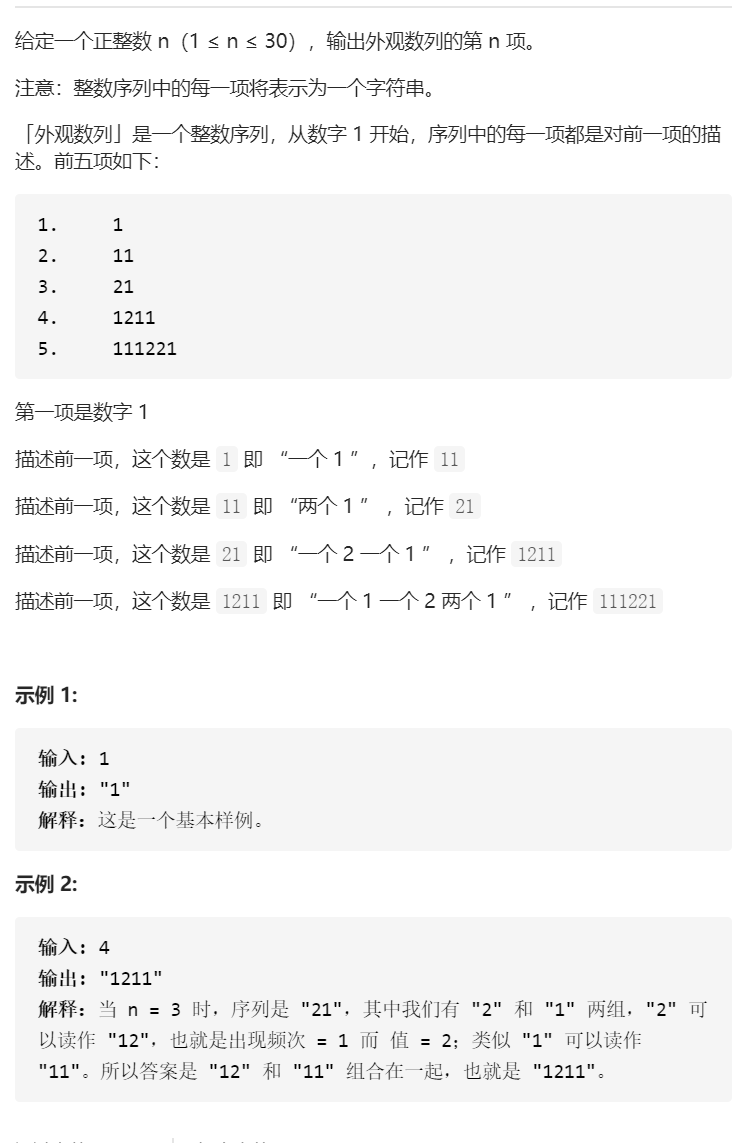 给定一个正整数 n（1 ≤ n ≤ 30），输出外观数列的第 n 项。
注意：整数序列中的每一项将表示为一个字符串。
「外观数列」是一个整数序列，从数字 1 开始，序列中的每一项都是对前一项的描
述。前五项如下：
1. 1
2. 11
3. 21
4. 1211
5. 111221
第一项是数字 1
描述前一项，这个数是 1 即 “一个 1 ”，记作 11
描述前一项，这个数是 11 即 “两个 1 ” ，记作 21
描述前一项，这个数是 21 即 “一个 2 一个 1 ” ，记作 1211
描述前一项，这个数是 1211 即 “一个 1 一个 2 两个 1 ” ，记作 111221
示例 1:
输入: 1
输出: "1"
解释：这是一个基本样例。
示例 2:
输入: 4
输出: "1211"
解释：当 n = 3 时，序列是 "21"，其中我们有 "2" 和 "1" 两组，"2" 可
以读作 "12"，也就是出现频次 = 1 而 值 = 2；类似 "1" 可以读作
"11"。所以答案是 "12" 和 "11" 组合在一起，也就是 "1211"。